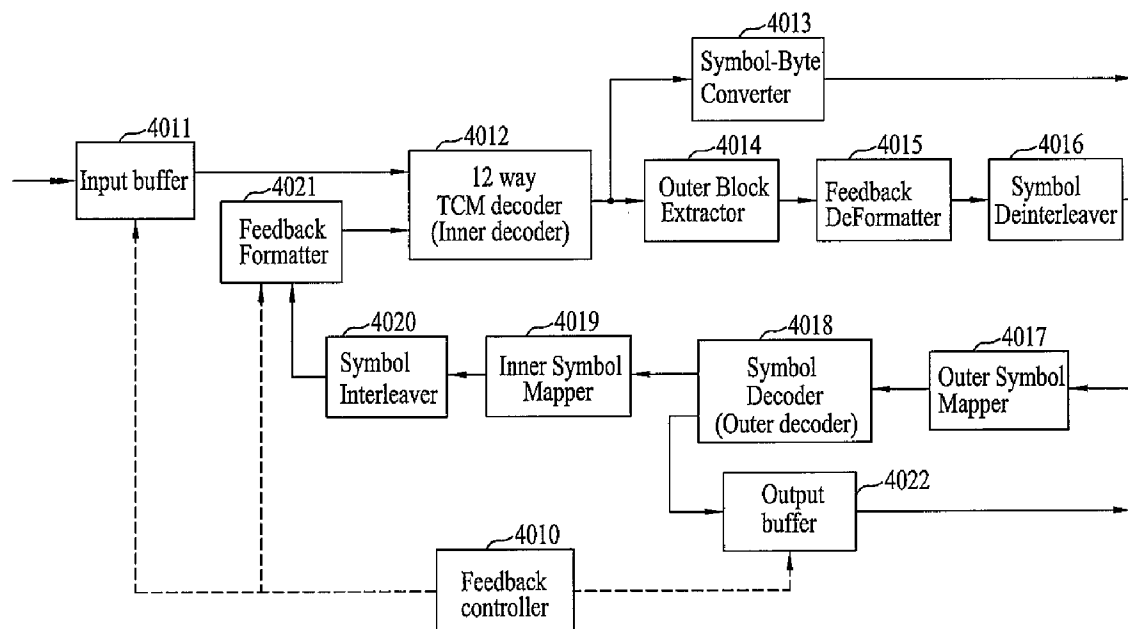 4013
Symbol-Byte
Converter
4011
Input buffer
4012
12 way
TCM decoder
(Inner decoder)
4014
Outer Block
Extractor
4015
Feedback
DeFormatter
4016
Symbol
Deinterleaver
4021
Feedback
Formatter
4020
Symbol
Interleaver
4019
Inner Symbol
Mapper
4018
Symbol
Decoder
(Outer decoder)
4017
Outer Symbol
Mapper
4022
Output
buffer
4010
Feedback
controller